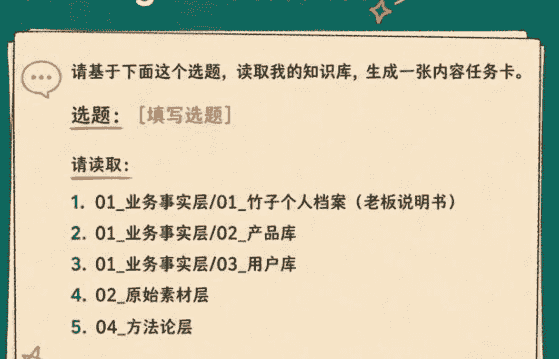 请基于下面这个选题，读取我的知识库，生成一张内容任务卡。
选题：［填写选题］
请读取：
1. 01_业务事实层/01_竹子个人档案（老板说明书）
2. 01_业务事实层/02_产品库
3. 01_业务事实层/03_用户库
4. 02_原始素材层
5. 04_方法论层